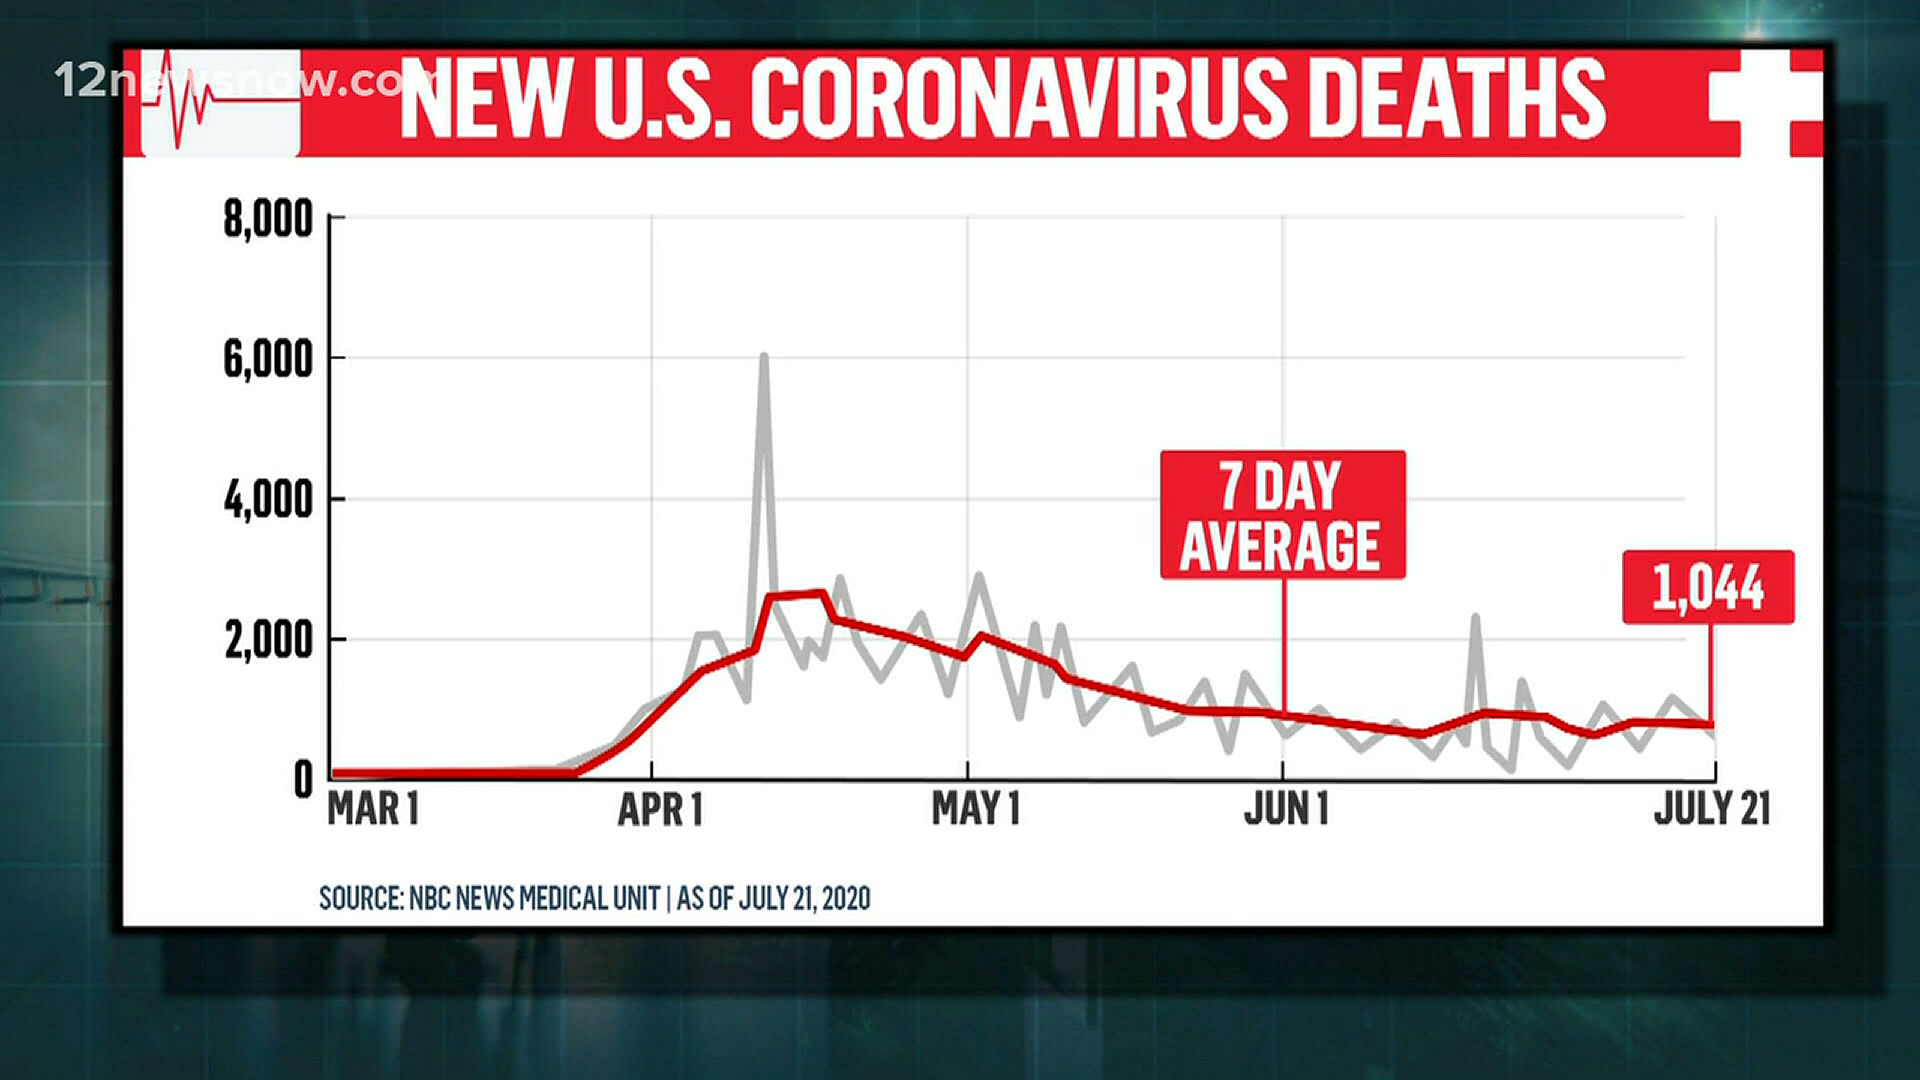 12newsnow.com
NEW U.S. CORONAVIRUS DEATHS
8,000
6,000
4,000
2,000
0
7 DAY
AVERAGE
1,044
MAR 1
APR 1
MAY 1
JUN 1
JULY 21
SOURCE: NBC NEWS MEDICAL UNIT | AS OF JULY 21, 2020